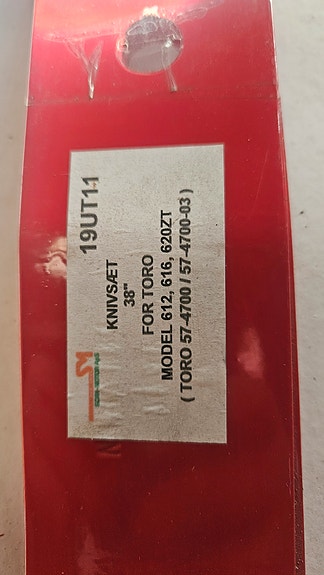 19UT11
KNIVSÆT
38"
FOR TORO
MODEL 612, 616, 620ZT
( TORO 57-4700 / 57-4700-03 )